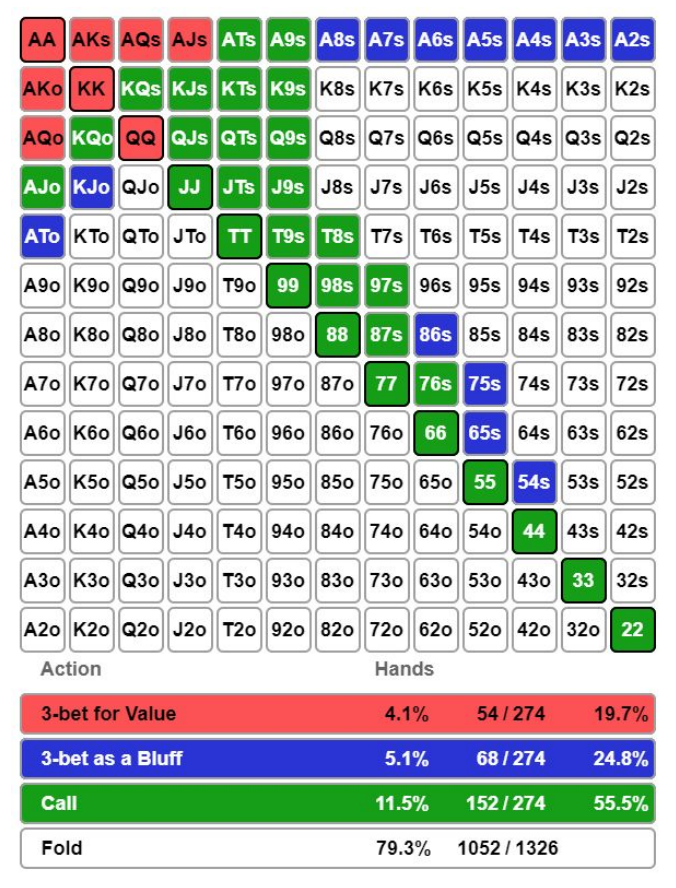 AA AKs AQs AJs ATs A9s A8s A7s A6s A5s A4s A3s A2s
AKo KK KQs KJs KTs K9s K8s K7s K6s K5s K4s K3s K2s
AQo KQo QQ QJs QTs Q9s Q8s Q7s Q6s Q5s Q4s Q3s Q2s
AJo KJo QJo JJ JTs J9s J8s J7s J6s J5s J4s J3s J2s
ATo KTo QTo JTo TT T9s T8s T7s T6s T5s T4s T3s T2s
A9o K9o Q9o J9o T9o 99 98s 97s 96s 95s 94s 93s 92s
A8o K8o Q8o J8o T8o 98o 88 87s 86s 85s 84s 83s 82s
A7o K7o Q7o J7o T7o 97o 87o 77 76s 75s 74s 73s 72s
A6o K6o Q6o J6o T6o 96o 86o 76o 66 65s 64s 63s 62s
A5o K5o Q5o J5o T5o 95o 85o 75o 65o 55 54s 53s 52s
A4o K4o Q4o J4o T4o 94o 84o 74o 64o 54o 44 43s 42s
A3o K3o Q3o J3o T3o 93o 83o 73o 63o 53o 43o 33 32s
A2o K2o Q2o J2o T2o 92o 82o 72o 62o 52o 42o 32o 22
Action Hands
3-bet for Value 4.1% 54 / 274 19.7%
3-bet as a Bluff 5.1% 68 / 274 24.8%
Call 11.5% 152 / 274 55.5%
Fold 79.3% 1052 / 1326